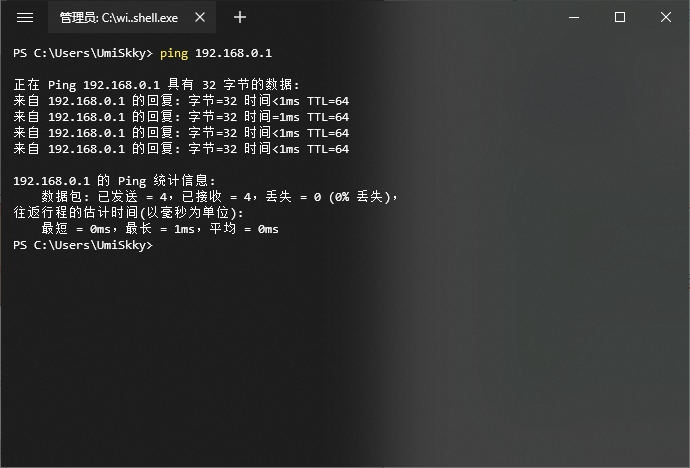 管理员: C:\wi..shell.exe
PS C:\Users\UmiSkky> ping 192.168.0.1
正在 Ping 192.168.0.1 具有 32 字节的数据:
来自 192.168.0.1 的回复: 字节=32 时间<1ms TTL=64
来自 192.168.0.1 的回复: 字节=32 时间=1ms TTL=64
来自 192.168.0.1 的回复: 字节=32 时间<1ms TTL=64
来自 192.168.0.1 的回复: 字节=32 时间<1ms TTL=64
192.168.0.1 的 Ping 统计信息:
数据包: 已发送 = 4，已接收 = 4，丢失 = 0 (0% 丢失)，
往返行程的估计时间(以毫秒为单位):
最短 = 0ms，最长 = 1ms，平均 = 0ms
PS C:\Users\UmiSkky>